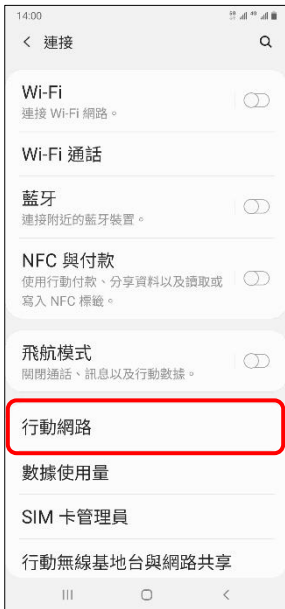 14:00
連接
Wi-Fi
連接 Wi-Fi 網路。
Wi-Fi 通話
藍牙
連接附近的藍牙裝置。
NFC 與付款
使用行動付款、分享資料以及讀取或
寫入 NFC 標籤。
飛航模式
關閉通話、訊息以及行動數據。
行動網路
數據使用量
SIM 卡管理員
行動無線基地台與網路共享